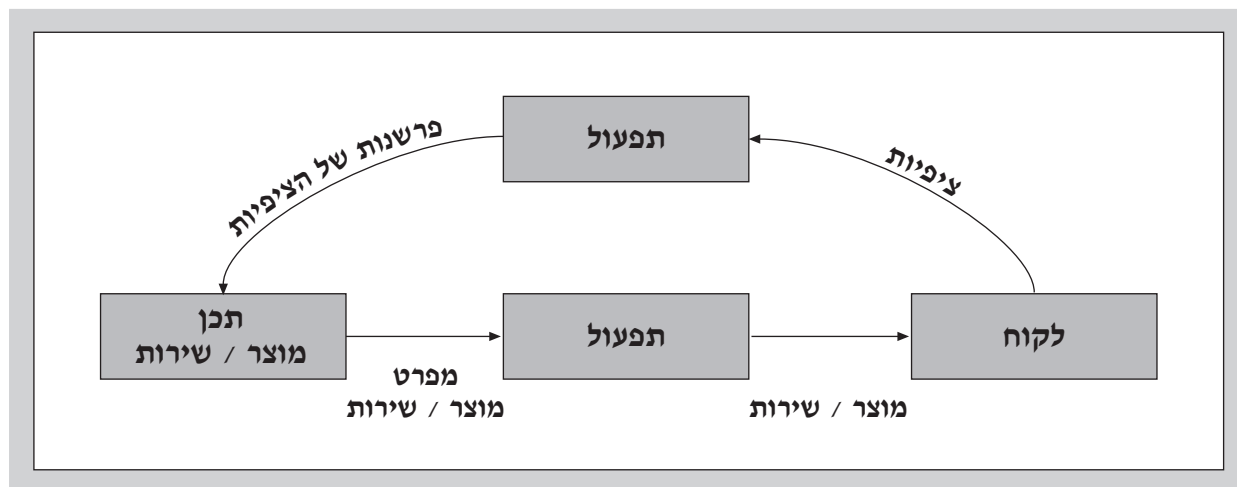 תפעול
ציפיות
פרשנות של הציפיות
לקוח
תפעול
תכן
מוצר / שירות
מוצר / שירות
מפרט
מוצר / שירות